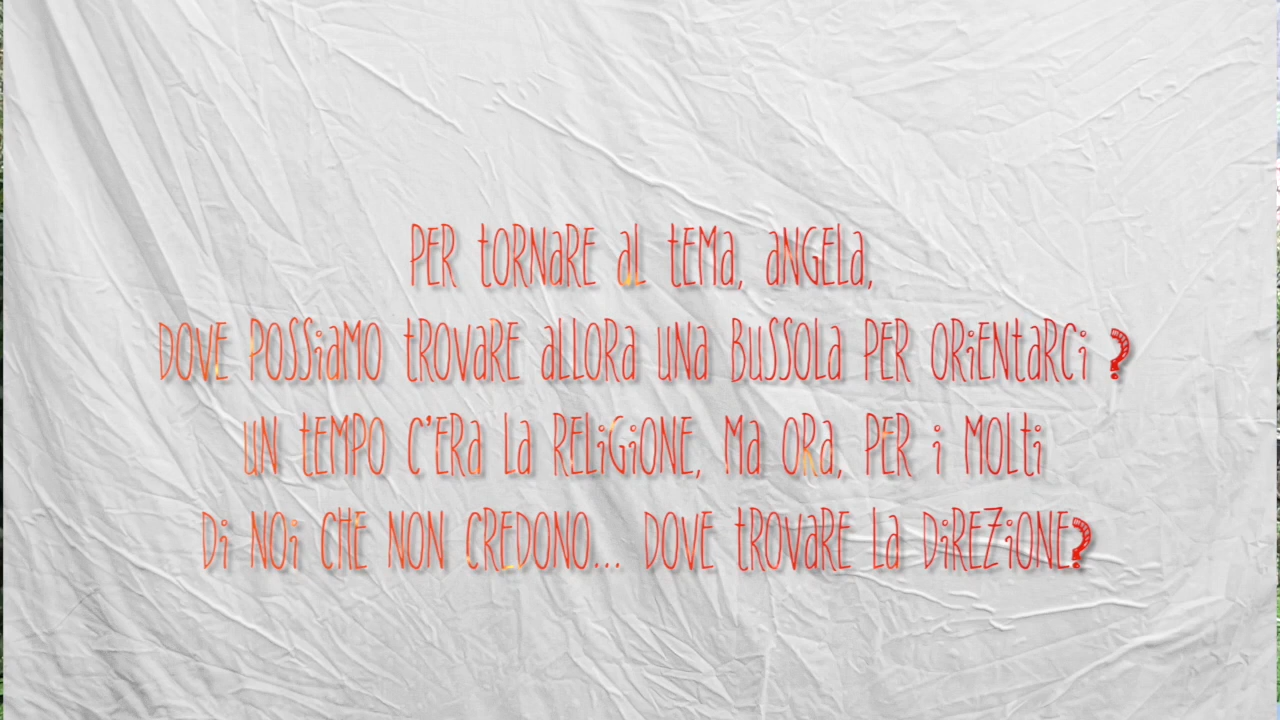 PER tORNaRE aL tEMa, aNGELa,
DOVE POSSiaMO tROVaRE aLLORa UNa BUSSOLa PER ORiENtaRCi ?
UN tEMPO C'ERa La RELiGiONE, Ma ORa, PER i MOLti
Di NOi CHE NON CREDONO... DOVE tROVaRE La DiREZiONE?